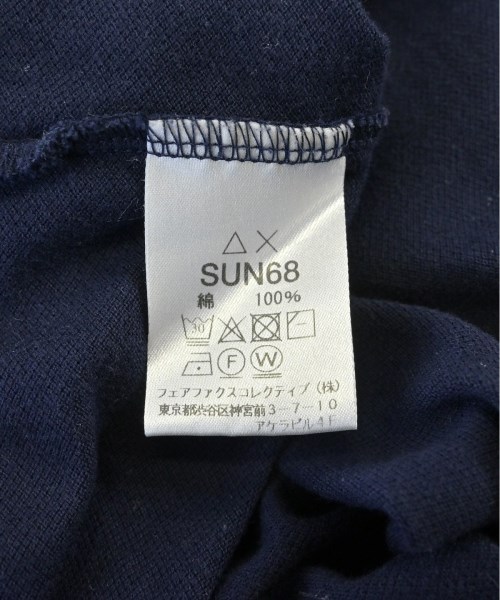 △×
SUN68
綿 100%
30
F W
フェアファクスコレクティブ(株)
東京都渋谷区神宮前3-7-10
アケラビル4F